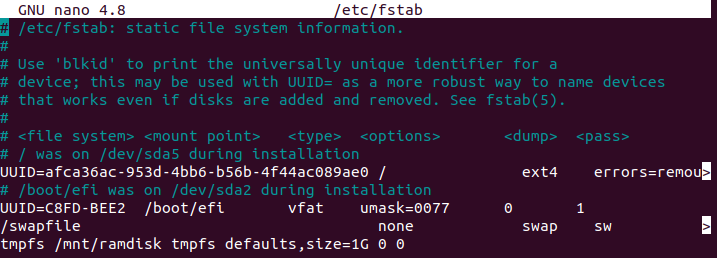 GNU nano 4.8 /etc/fstab
# /etc/fstab: static file system information.
#
# Use 'blkid' to print the universally unique identifier for a
# device; this may be used with UUID= as a more robust way to name devices
# that works even if disks are added and removed. See fstab(5).
#
# <file system> <mount point>   <type>  <options>       <dump>  <pass>
# / was on /dev/sda5 during installation
UUID=afca36ac-953d-4bb6-b56b-4f44ac089ae0 /               ext4    errors=remou>
# /boot/efi was on /dev/sda2 during installation
UUID=C8FD-BEE2  /boot/efi       vfat    umask=0077      0       1
/swapfile                                 none            swap    sw           >
tmpfs /mnt/ramdisk tmpfs defaults,size=1G 0 0